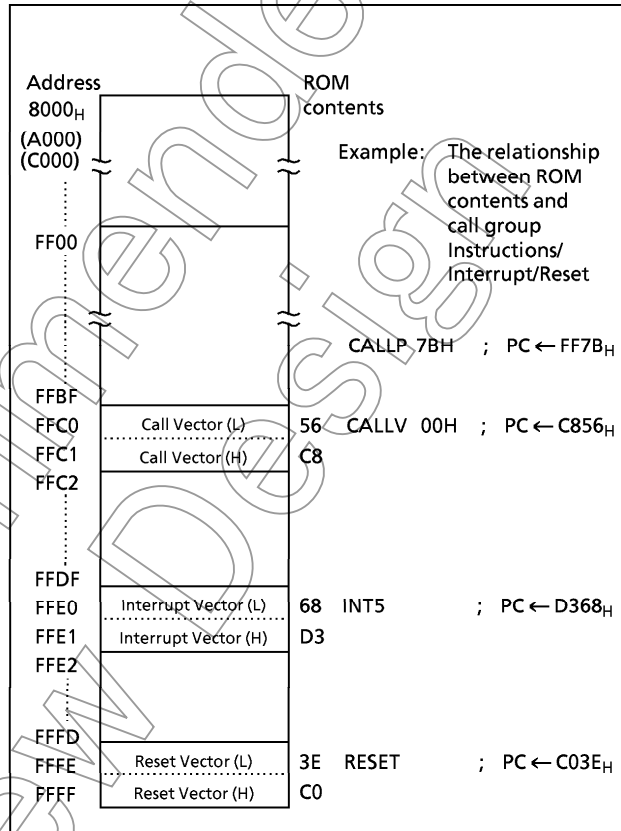 Address ROM
8000H contents
(A000)
(C000)
Example: The relationship
between ROM
contents and
call group
Instructions/
Interrupt/Reset
FF00
CALLP 7BH ; PC ← FF7BH
FFBF
FFC0 Call Vector (L) 56 CALLV 00H ; PC ← C856H
FFC1 Call Vector (H) C8
FFC2
FFDF
FFE0 Interrupt Vector (L) 68 INT5 ; PC ← D368H
FFE1 Interrupt Vector (H) D3
FFE2
FFFD
FFFE Reset Vector (L) 3E RESET ; PC ← C03EH
FFFF Reset Vector (H) C0